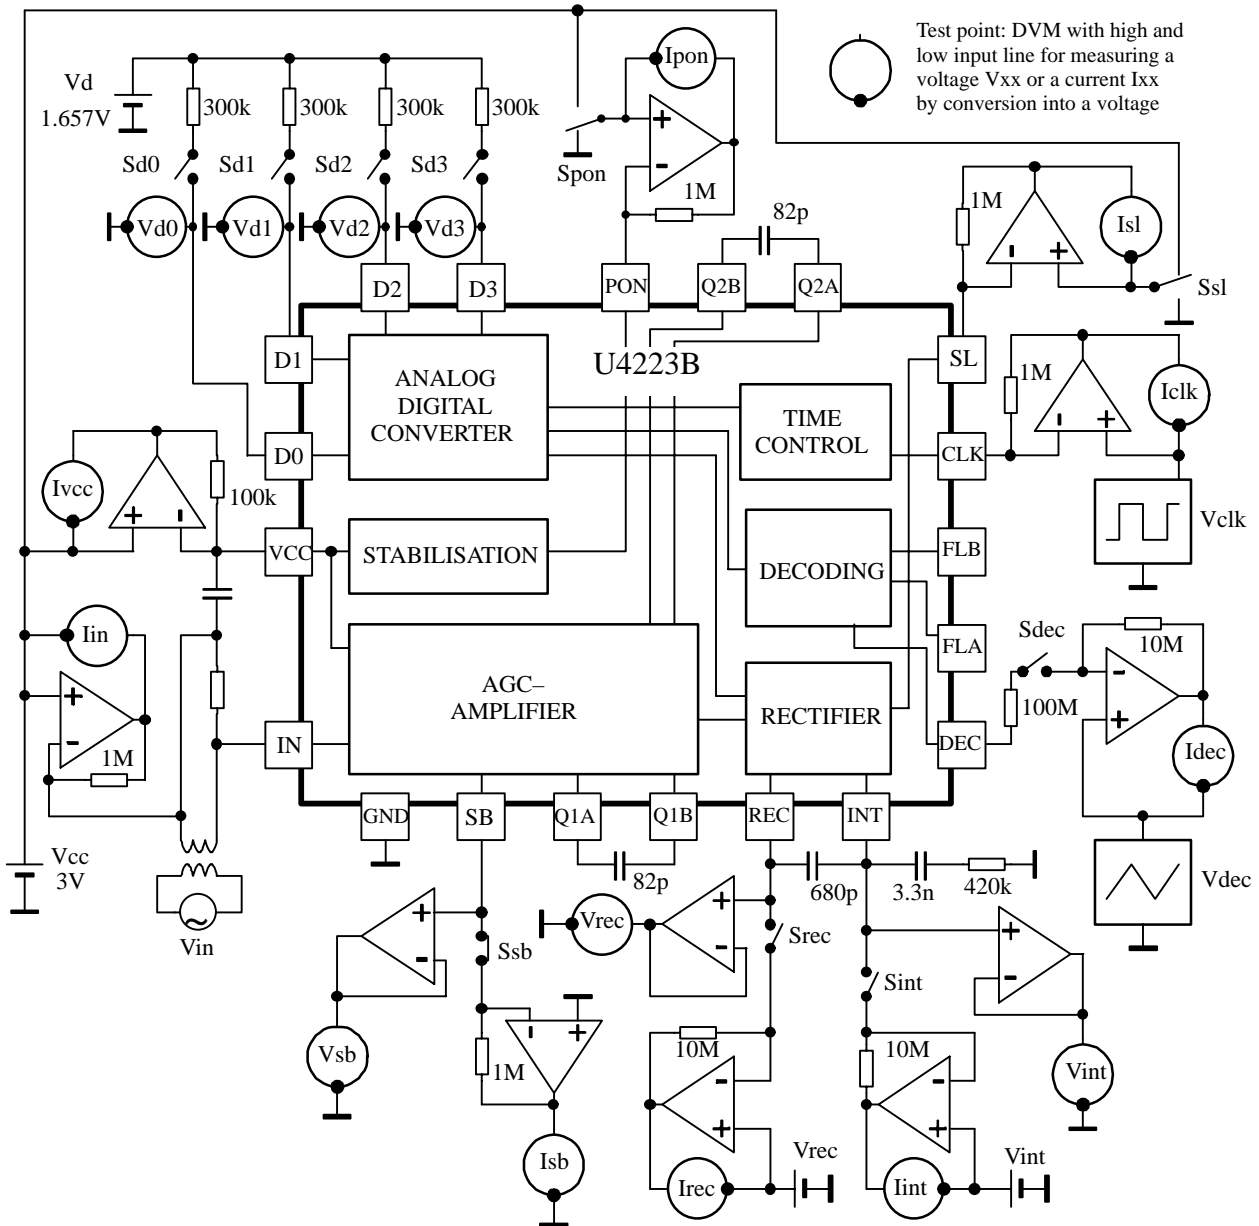 Test point: DVM with high and
low input line for measuring a
voltage Vxx or a current Ixx
by conversion into a voltage
Ipon
Vd
1.657V
300k
300k
300k
300k
+
-
Spon
1M
Sd0
Sd1
Sd2
Sd3
Vd0
Vd1
Vd2
Vd3
82p
1M
-
+
Isl
Ssl
D2
D3
PON
Q2B
Q2A
U4223B
D1
SL
ANALOG
DIGITAL
CONVERTER
TIME
CONTROL
1M
-
+
Iclk
D0
CLK
Ivcc
+
-
100k
Vclk
VCC
STABILISATION
DECODING
FLB
FLA
Iin
+
-
1M
Sdec
10M
-
+
100M
Idec
AGC–
AMPLIFIER
RECTIFIER
IN
DEC
GND
SB
Q1A
Q1B
REC
INT
Vcc
3V
82p
680p
3.3n
420k
Vdec
Vin
+
-
Ssb
Vrec
+
-
Srec
Sint
+
-
Vsb
1M
-
+
10M
-
+
10M
-
+
Vint
Isb
Irec
Vrec
Iint
Vint